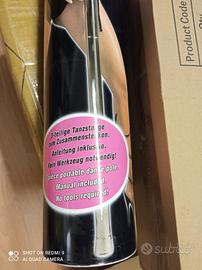 3-teilige Tanzstange
zum Zusammenstecken.
Anleitung inklusive.
Kein Werkzeug notwendig!
piece portable dance pole.
Manual included.
No tools required!
Product Code
SHOT ON REDMI 9
AI QUAD CAMERA
subito